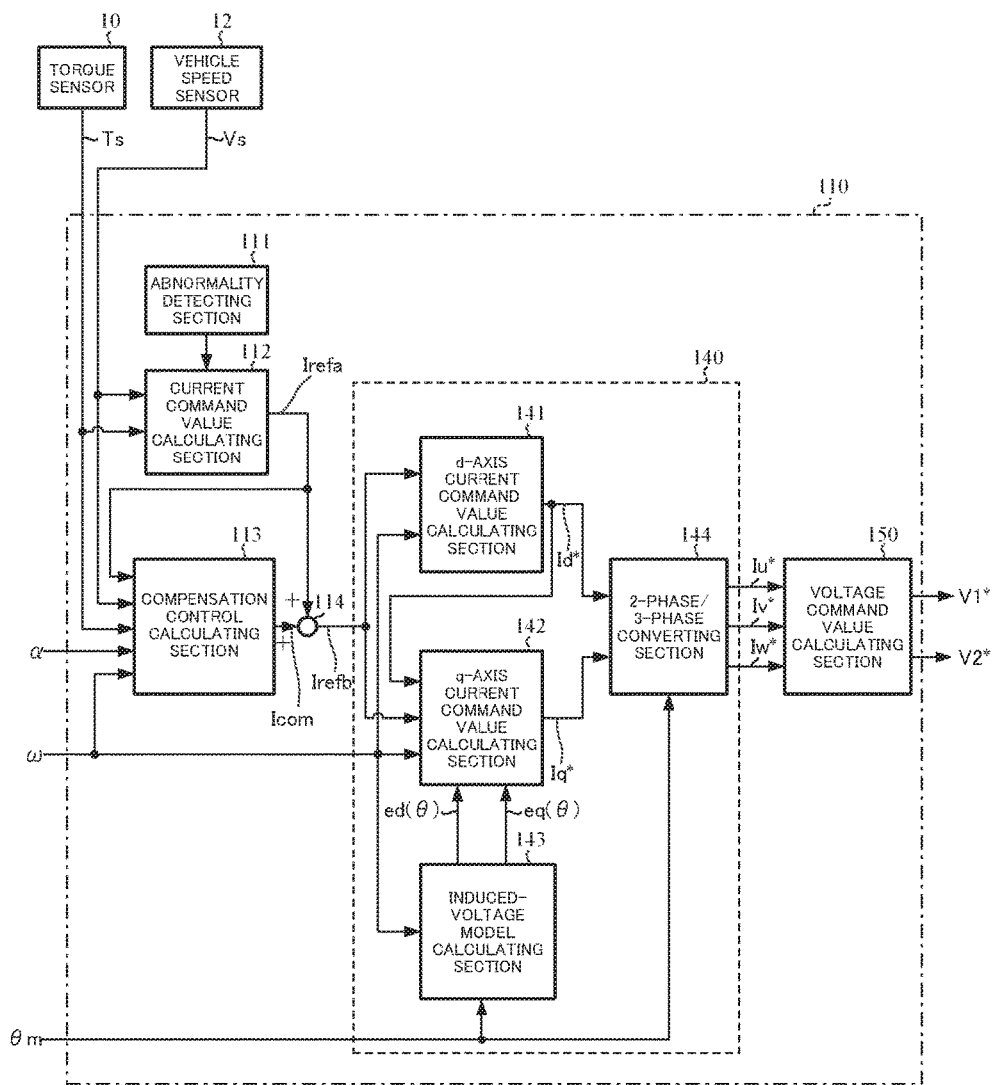 10
12
TORQUE
SENSOR
VEHICLE
SPEED
SENSOR
Ts
Vs
110
111
ABNORMALITY
DETECTING
SECTION
112
CURRENT
COMMAND
VALUE
CALCULATING
SECTION
Irefa
140
141
d-AXIS
CURRENT
COMMAND
VALUE
CALCULATING
SECTION
Id*
113
COMPENSATION
CONTROL
CALCULATING
SECTION
+
+
114
Icom
Irefb
α
ω
142
q-AXIS
CURRENT
COMMAND
VALUE
CALCULATING
SECTION
Iq*
144
2-PHASE/
3-PHASE
CONVERTING
SECTION
Iu*
Iv*
Iw*
150
VOLTAGE
COMMAND
VALUE
CALCULATING
SECTION
V1*
V2*
ed(θ)
eq(θ)
143
INDUCED-
VOLTAGE
MODEL
CALCULATING
SECTION
θm